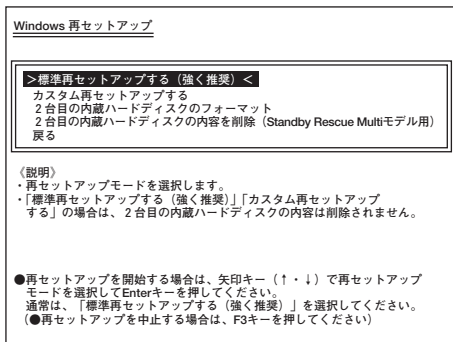 Windows 再セットアップ
＞標準再セットアップする（強く推奨）＜
カスタム再セットアップする
２台目の内蔵ハードディスクのフォーマット
２台目の内蔵ハードディスクの内容を削除（Standby Rescue Multiモデル用）
戻る
《説明》
・再セットアップモードを選択します。
・「標準再セットアップする（強く推奨）」「カスタム再セットアップ
する」の場合は、２台目の内蔵ハードディスクの内容は削除されません。
●再セットアップを開始する場合は、矢印キー（↑・↓）で再セットアップ
モードを選択してEnterキーを押してください。
通常は、「標準再セットアップする（強く推奨）」を選択してください。
（●再セットアップを中止する場合は、F3キーを押してください）